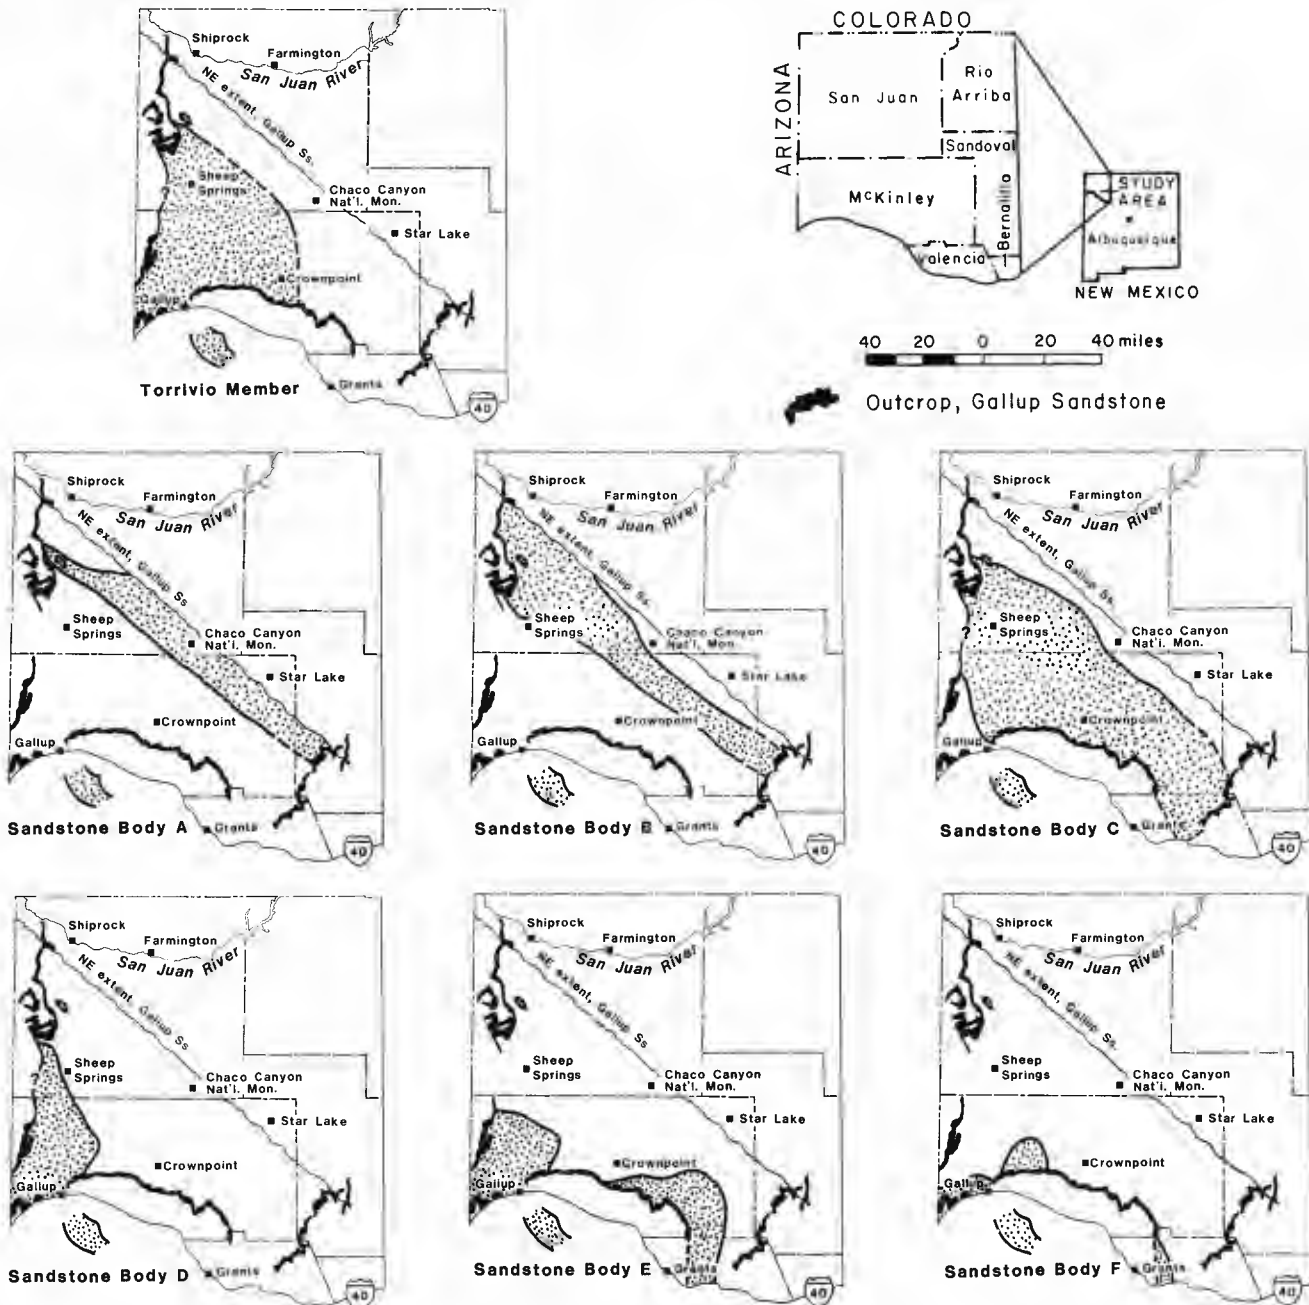 Shiprock
Farmington
San Juan River
NE extent, Gallup Ss.
Sheep
Springs
?
Chaco Canyon
Nat'l. Mon.
Star Lake
Crownpoint
Gallup
Grants
40
Torrivio Member
COLORADO
ARIZONA
San Juan
Rio
Arriba
Sandoval
McKinley
Bernalillo
Valencia
STUDY
AREA
Albuquerque
NEW MEXICO
40 20 0 20 40 miles
Outcrop, Gallup Sandstone
Shiprock
Farmington
San Juan River
NE extent, Gallup Ss
Sheep
Springs
Chaco Canyon
Nat'l. Mon.
Star Lake
Crownpoint
Gallup
Grants
40
Sandstone Body A
Shiprock
Farmington
San Juan River
NE extent, Gallup Ss.
Sheep
Springs
Chaco Canyon
Nat'l. Mon.
Star Lake
Crownpoint
Gallup
Grants
40
Sandstone Body B
Shiprock
Farmington
San Juan River
NE extent, Gallup Ss.
Sheep
Springs
?
Chaco Canyon
Nat'l. Mon.
Star Lake
Crownpoint
Gallup
Grants
40
Sandstone Body C
Shiprock
Farmington
San Juan River
NE extent, Gallup Ss
Sheep
Springs
?
Chaco Canyon
Nat'l. Mon.
Star Lake
Crownpoint
Gallup
Grants
40
Sandstone Body D
Shiprock
Farmington
San Juan River
NE extent, Gallup Ss
Sheep
Springs
Chaco Canyon
Nat'l. Mon.
Star Lake
Crownpoint
Gallup
Grants
40
Sandstone Body E
Shiprock
Farmington
San Juan River
NE extent, Gallup Ss.
Sheep
Springs
Chaco Canyon
Nat'l. Mon.
Star Lake
Crownpoint
Gallup
Grants
40
Sandstone Body F